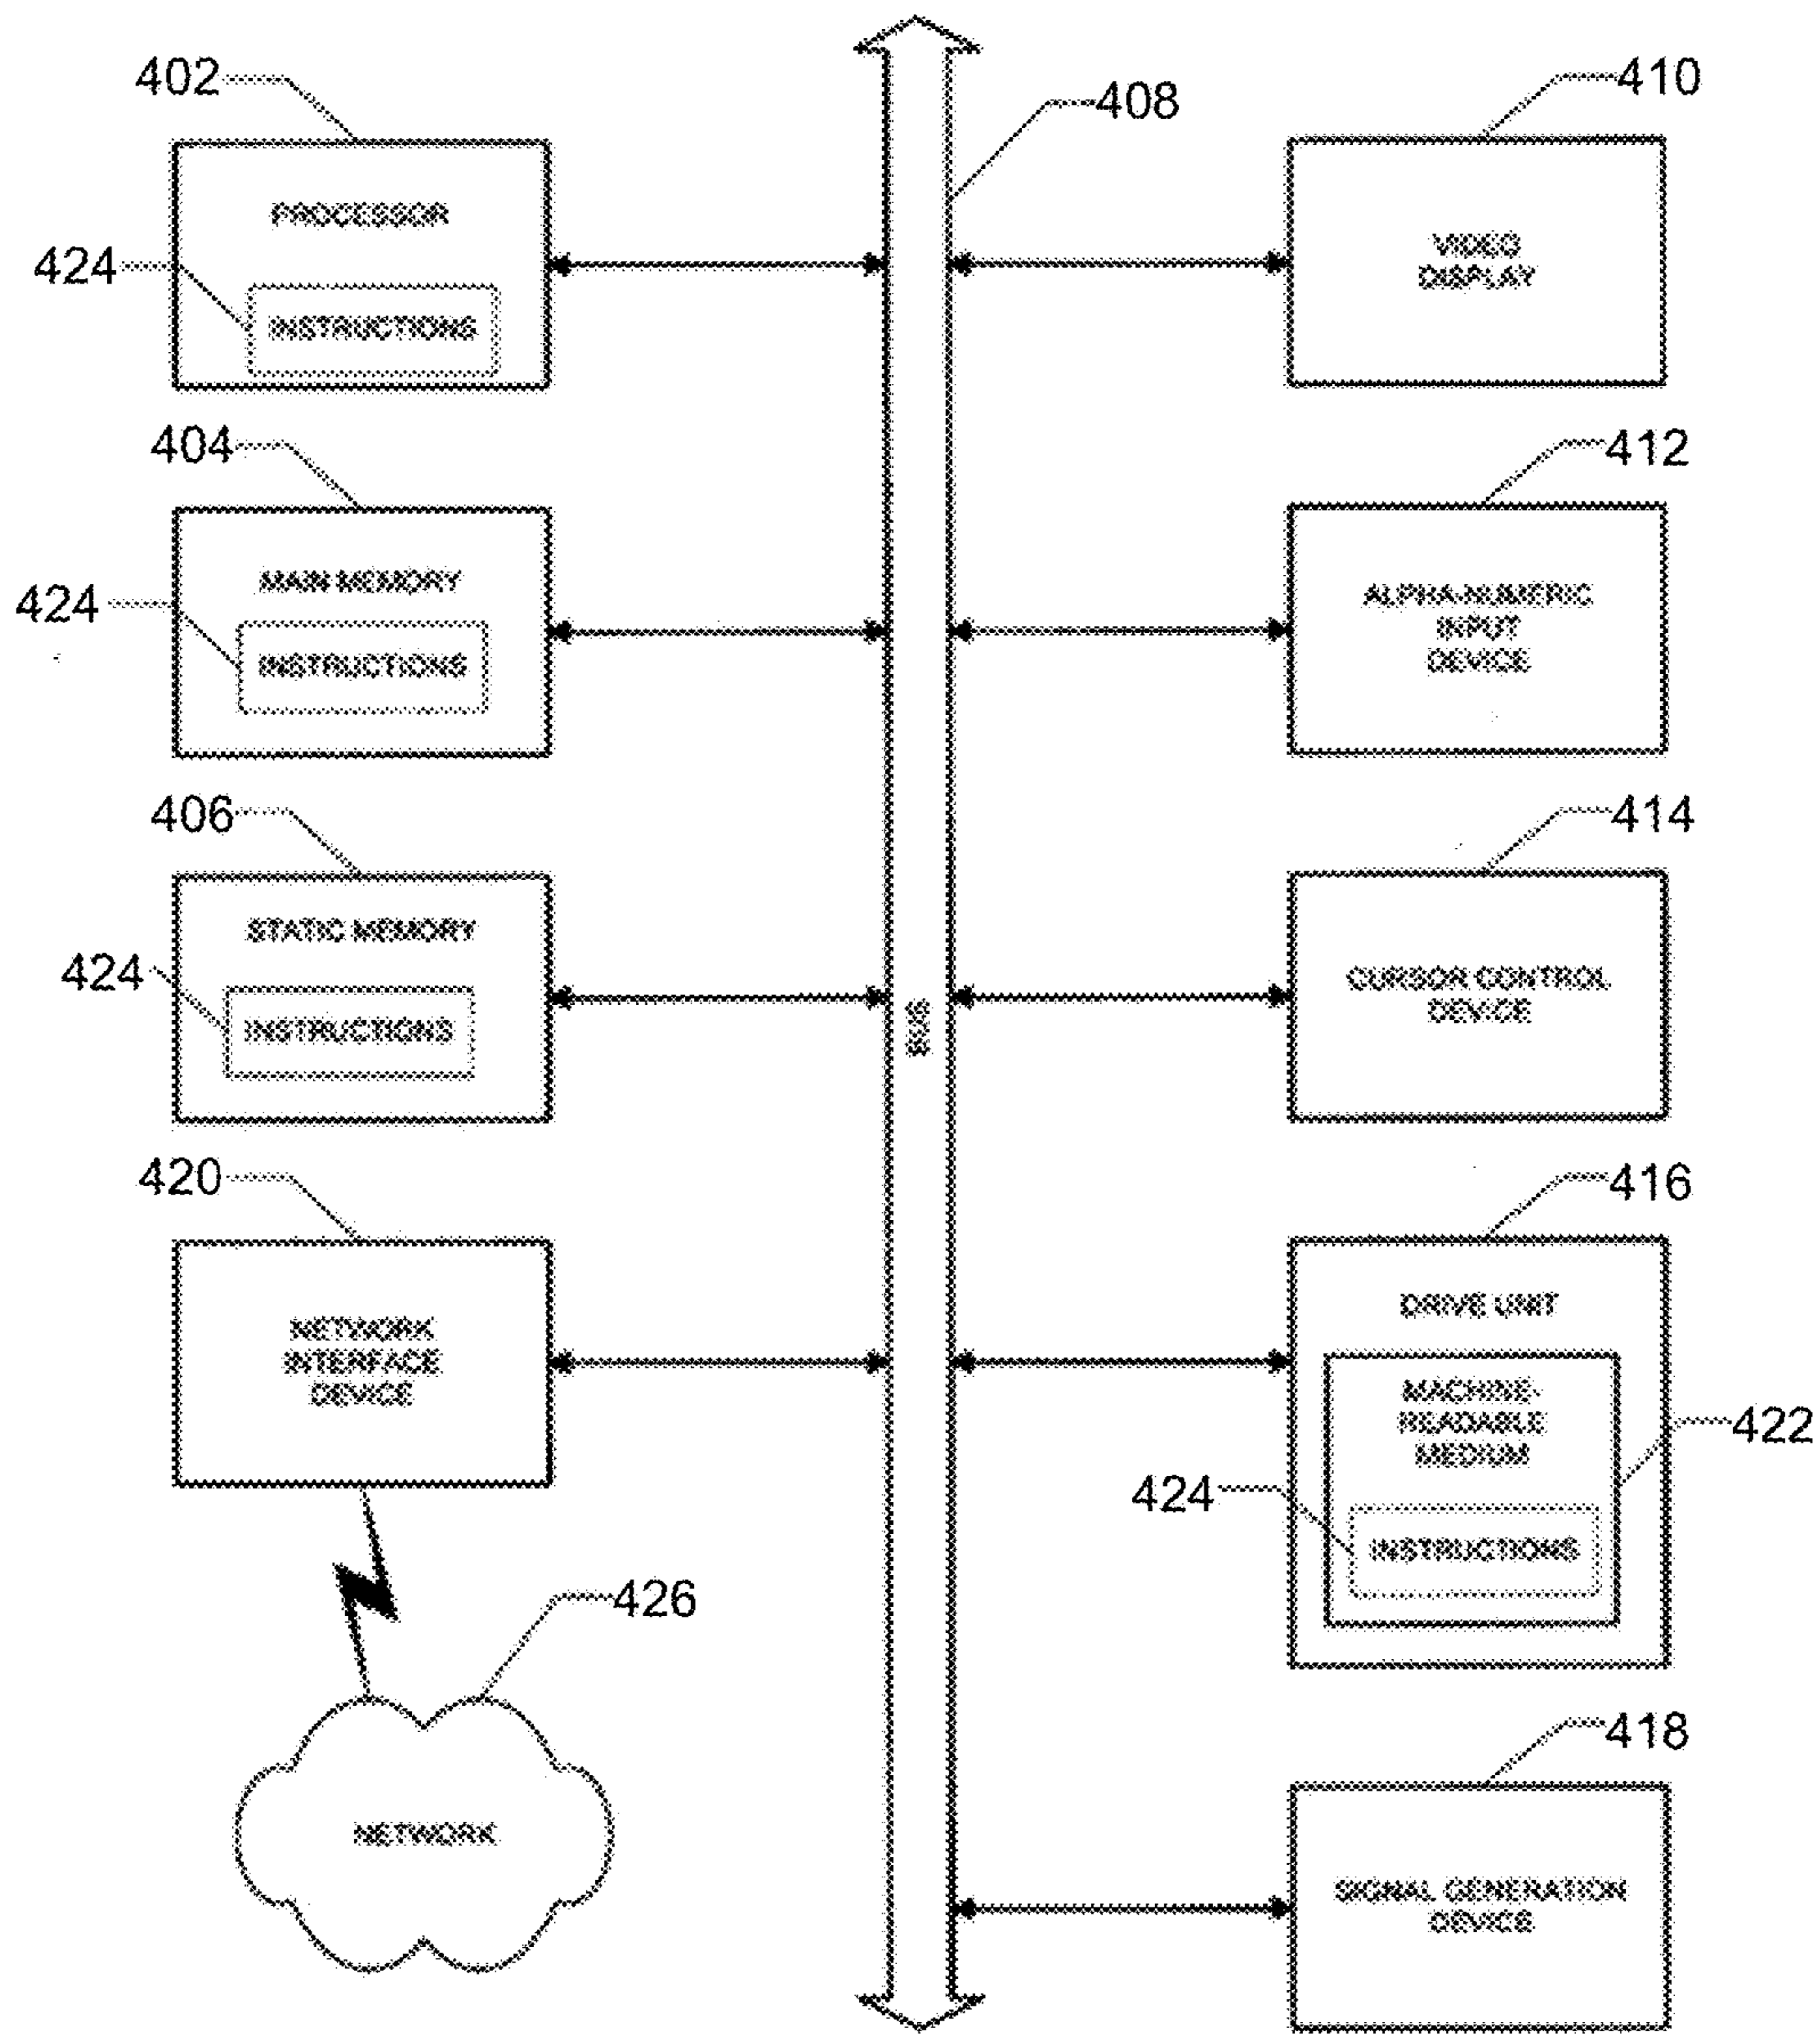 402
PROCESSOR
424
INSTRUCTIONS
404
MAIN MEMORY
424
INSTRUCTIONS
406
STATIC MEMORY
424
INSTRUCTIONS
420
NETWORK
INTERFACE
DEVICE
426
NETWORK
408
BUS
410
VIDEO
DISPLAY
412
ALPHA-NUMERIC
INPUT
DEVICE
414
CURSOR CONTROL
DEVICE
416
DRIVE UNIT
MACHINE-
READABLE
MEDIUM
422
424
INSTRUCTIONS
418
SIGNAL GENERATION
DEVICE